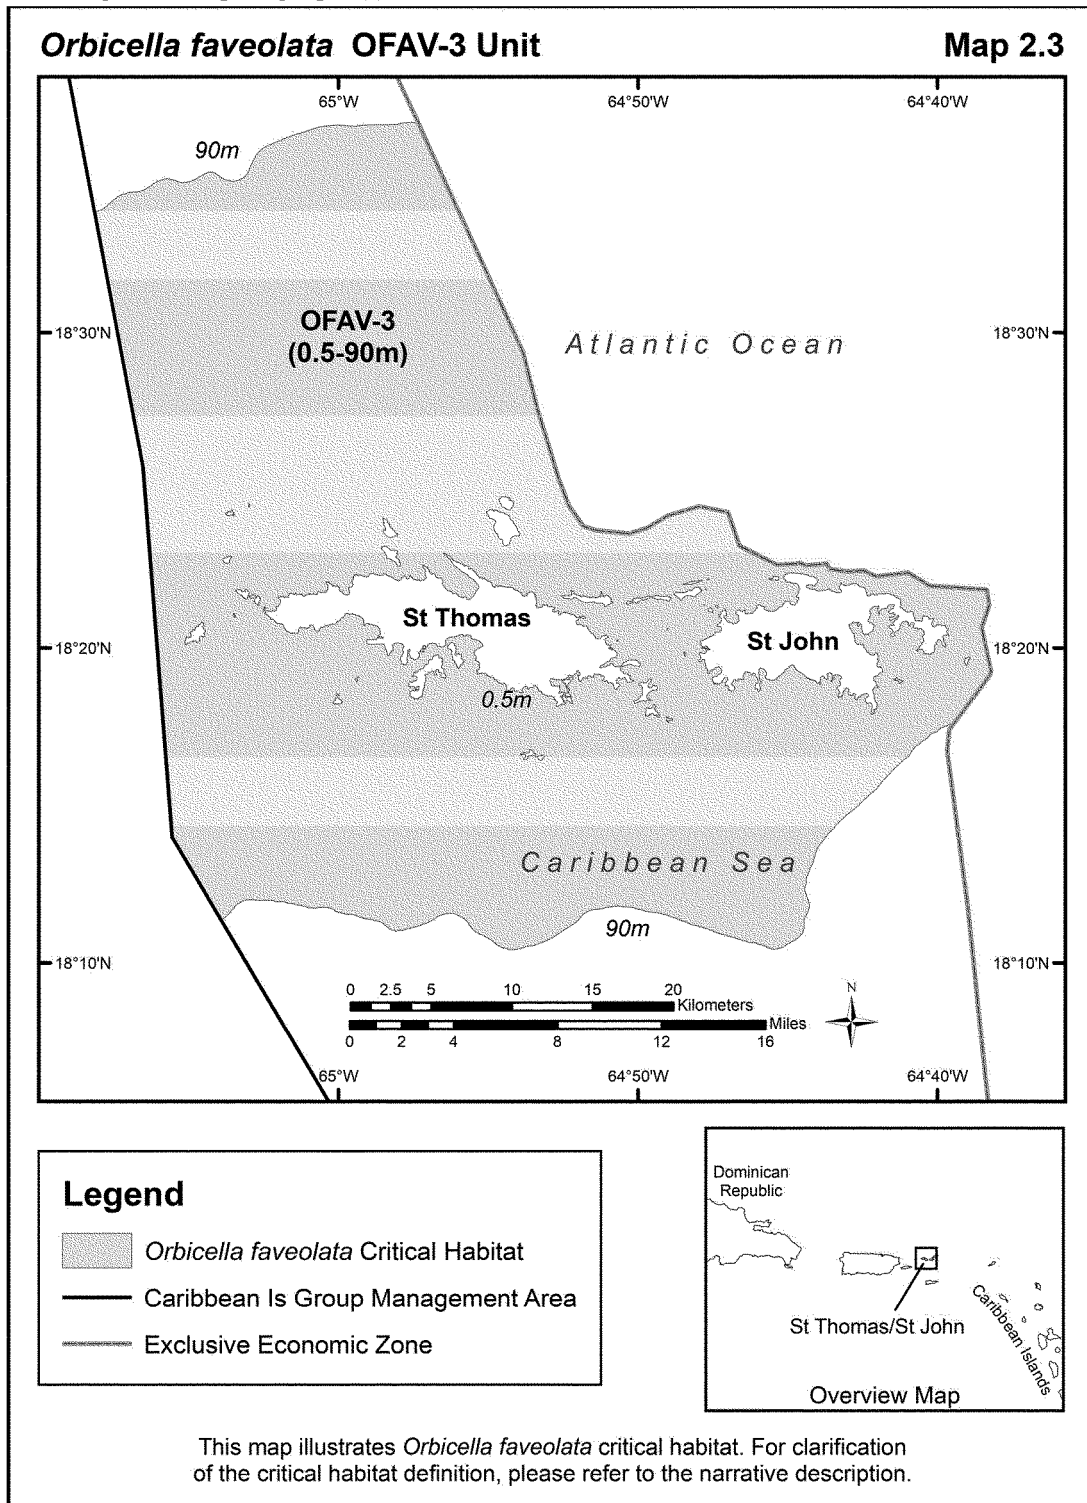 Orbicella faveolata OFAV-3 Unit
Map 2.3
65°W
64°50'W
64°40'W
90m
OFAV-3
(0.5-90m)
18°30'N
18°30'N
Atlantic Ocean
St Thomas
St John
18°20'N
18°20'N
0.5m
Caribbean Sea
90m
18°10'N
18°10'N
0 2.5 5 10 15 20
Kilometers
N
Miles
0 2 4 8 12 16
65°W
64°50'W
64°40'W
Legend
Orbicella faveolata Critical Habitat
Caribbean Is Group Management Area
Exclusive Economic Zone
Dominican
Republic
St Thomas/St John
Caribbean Islands
Overview Map
This map illustrates Orbicella faveolata critical habitat. For clarification
of the critical habitat definition, please refer to the narrative description.